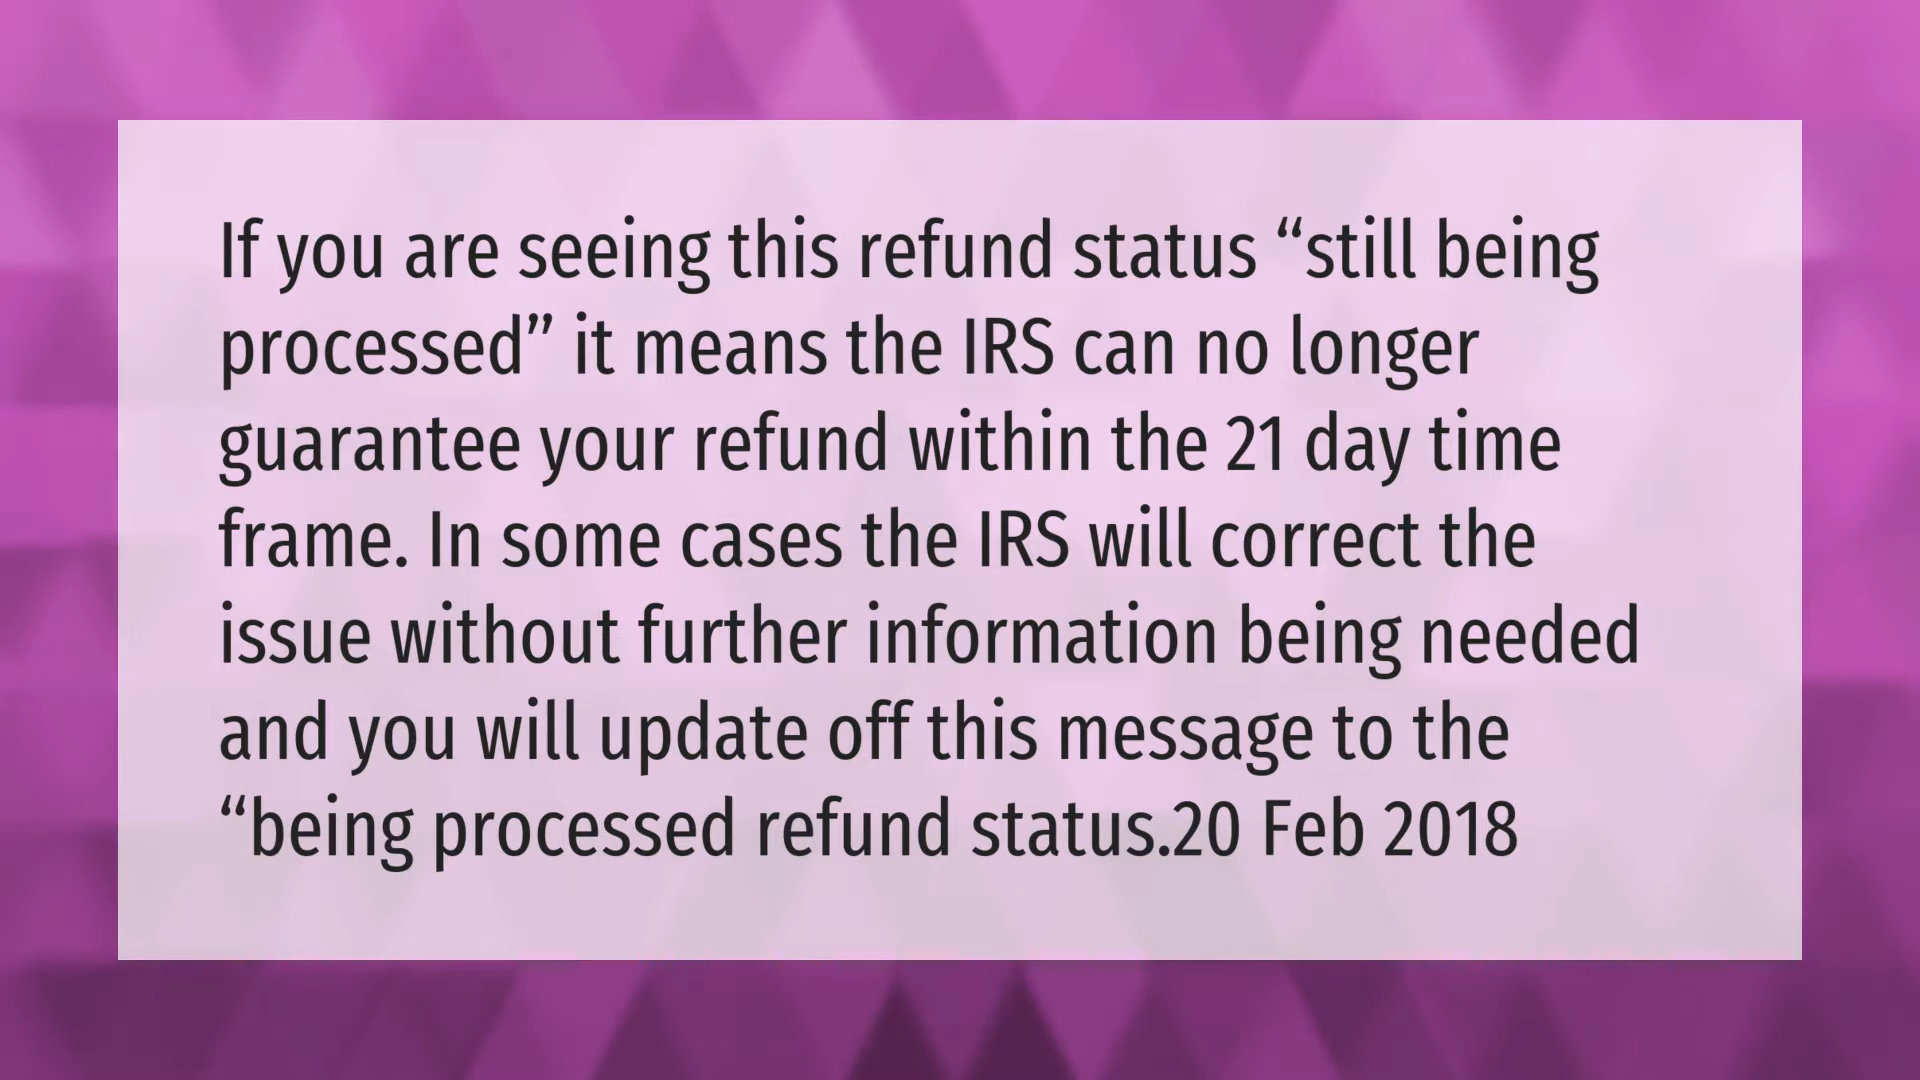 If you are seeing this refund status “still being
processed” it means the IRS can no longer
guarantee your refund within the 21 day time
frame. In some cases the IRS will correct the
issue without further information being needed
and you will update off this message to the
“being processed refund status.20 Feb 2018